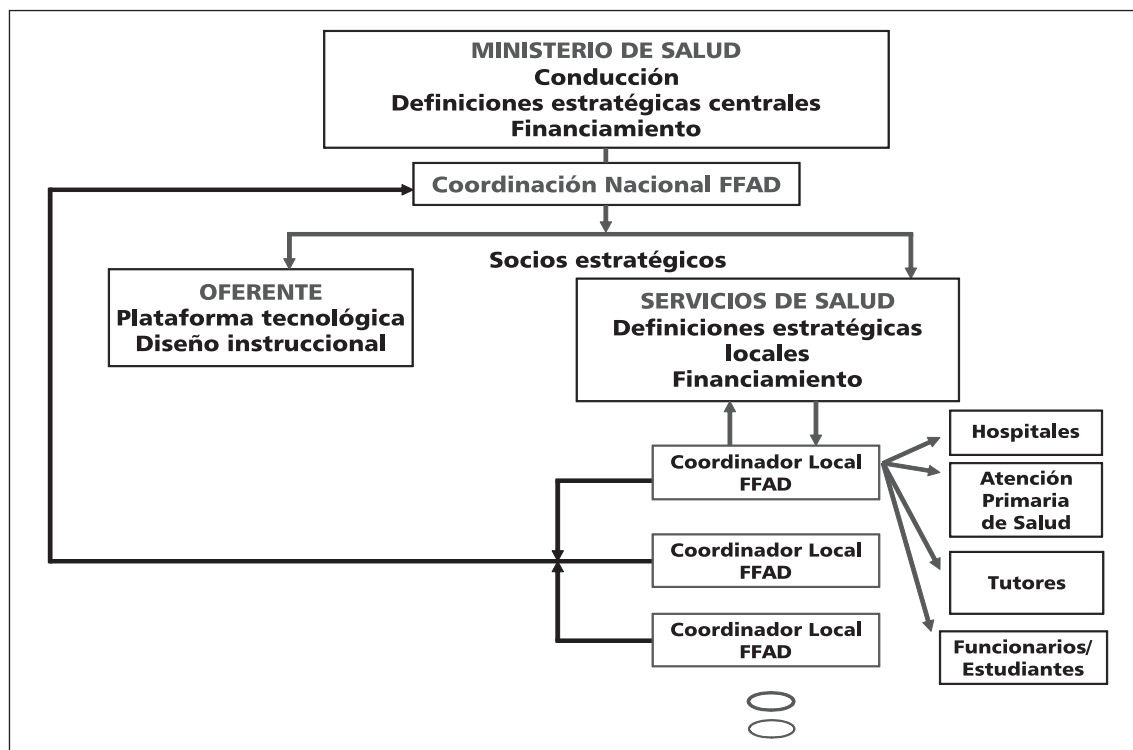 MINISTERIO DE SALUD
Conducción
Definiciones estratégicas centrales
Financiamiento
Coordinación Nacional FFAD
Socios estratégicos
OFERENTE
Plataforma tecnológica
Diseño instruccional
SERVICIOS DE SALUD
Definiciones estratégicas
locales
Financiamiento
Coordinador Local
FFAD
Hospitales
Atención
Primaria
de Salud
Coordinador Local
FFAD
Tutores
Coordinador Local
FFAD
Funcionarios/
Estudiantes